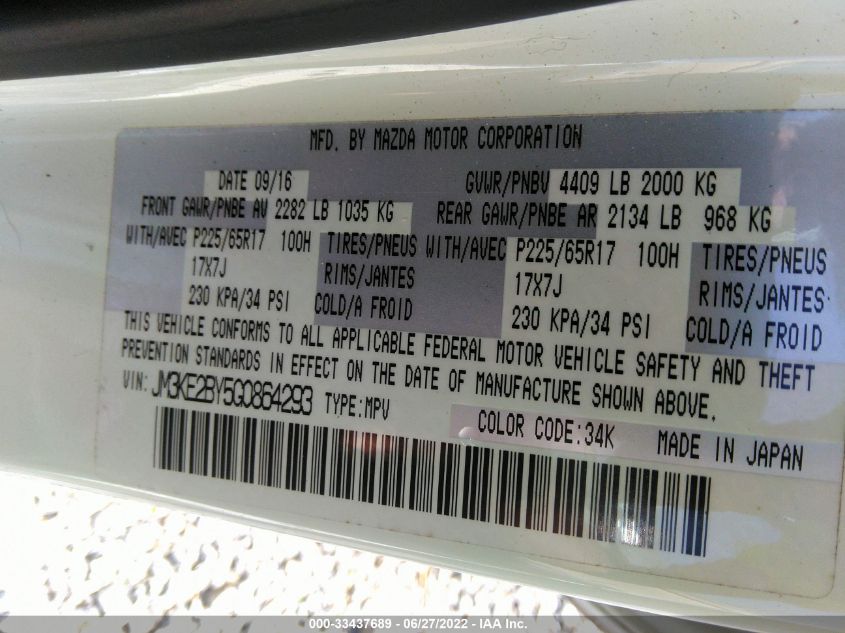 MFD. BY MAZDA MOTOR CORPORATION
DATE 09/16 GVWR/PNBV 4409 LB 2000 KG
FRONT GAWR/PNBE AV 2282 LB 1035 KG REAR GAWR/PNBE AR 2134 LB 968 KG
WITH/AVEC P225/65R17 100H TIRES/PNEUS WITH/AVEC P225/65R17 100H TIRES/PNEUS
17X7J RIMS/JANTES 17X7J RIMS/JANTES
230 KPA/34 PSI COLD/A FROID 230 KPA/34 PSI COLD/A FROID
THIS VEHICLE CONFORMS TO ALL APPLICABLE FEDERAL MOTOR VEHICLE SAFETY AND THEFT
PREVENTION STANDARDS IN EFFECT ON THE DATE OF MANUFACTURE SHOWN ABOVE.
VIN: JM3KE2BY5G0864293 TYPE:MPV
COLOR CODE:34K MADE IN JAPAN
000-33437689 - 06/27/2022 - IAA Inc.